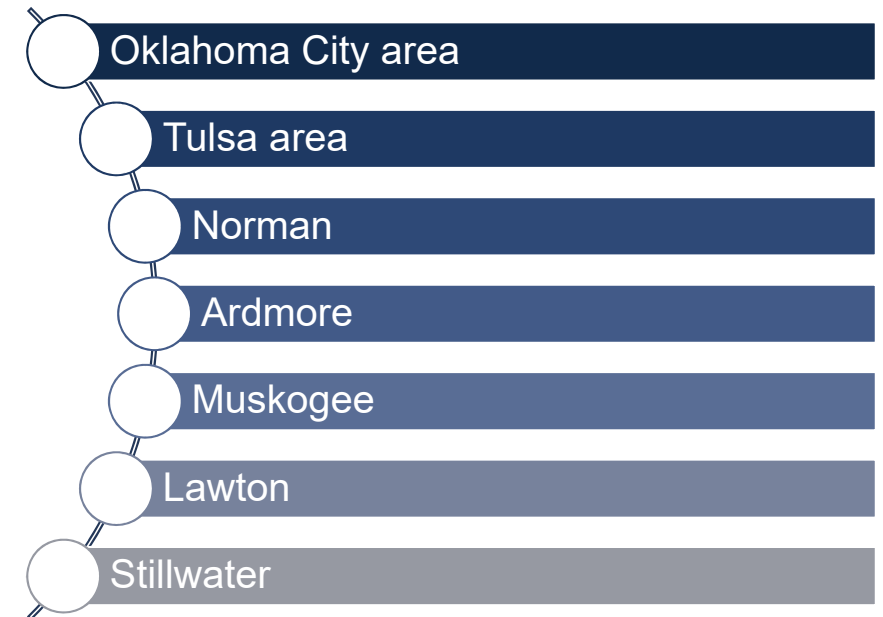 Oklahoma City area
Tulsa area
Norman
Ardmore
Muskogee
Lawton
Stillwater